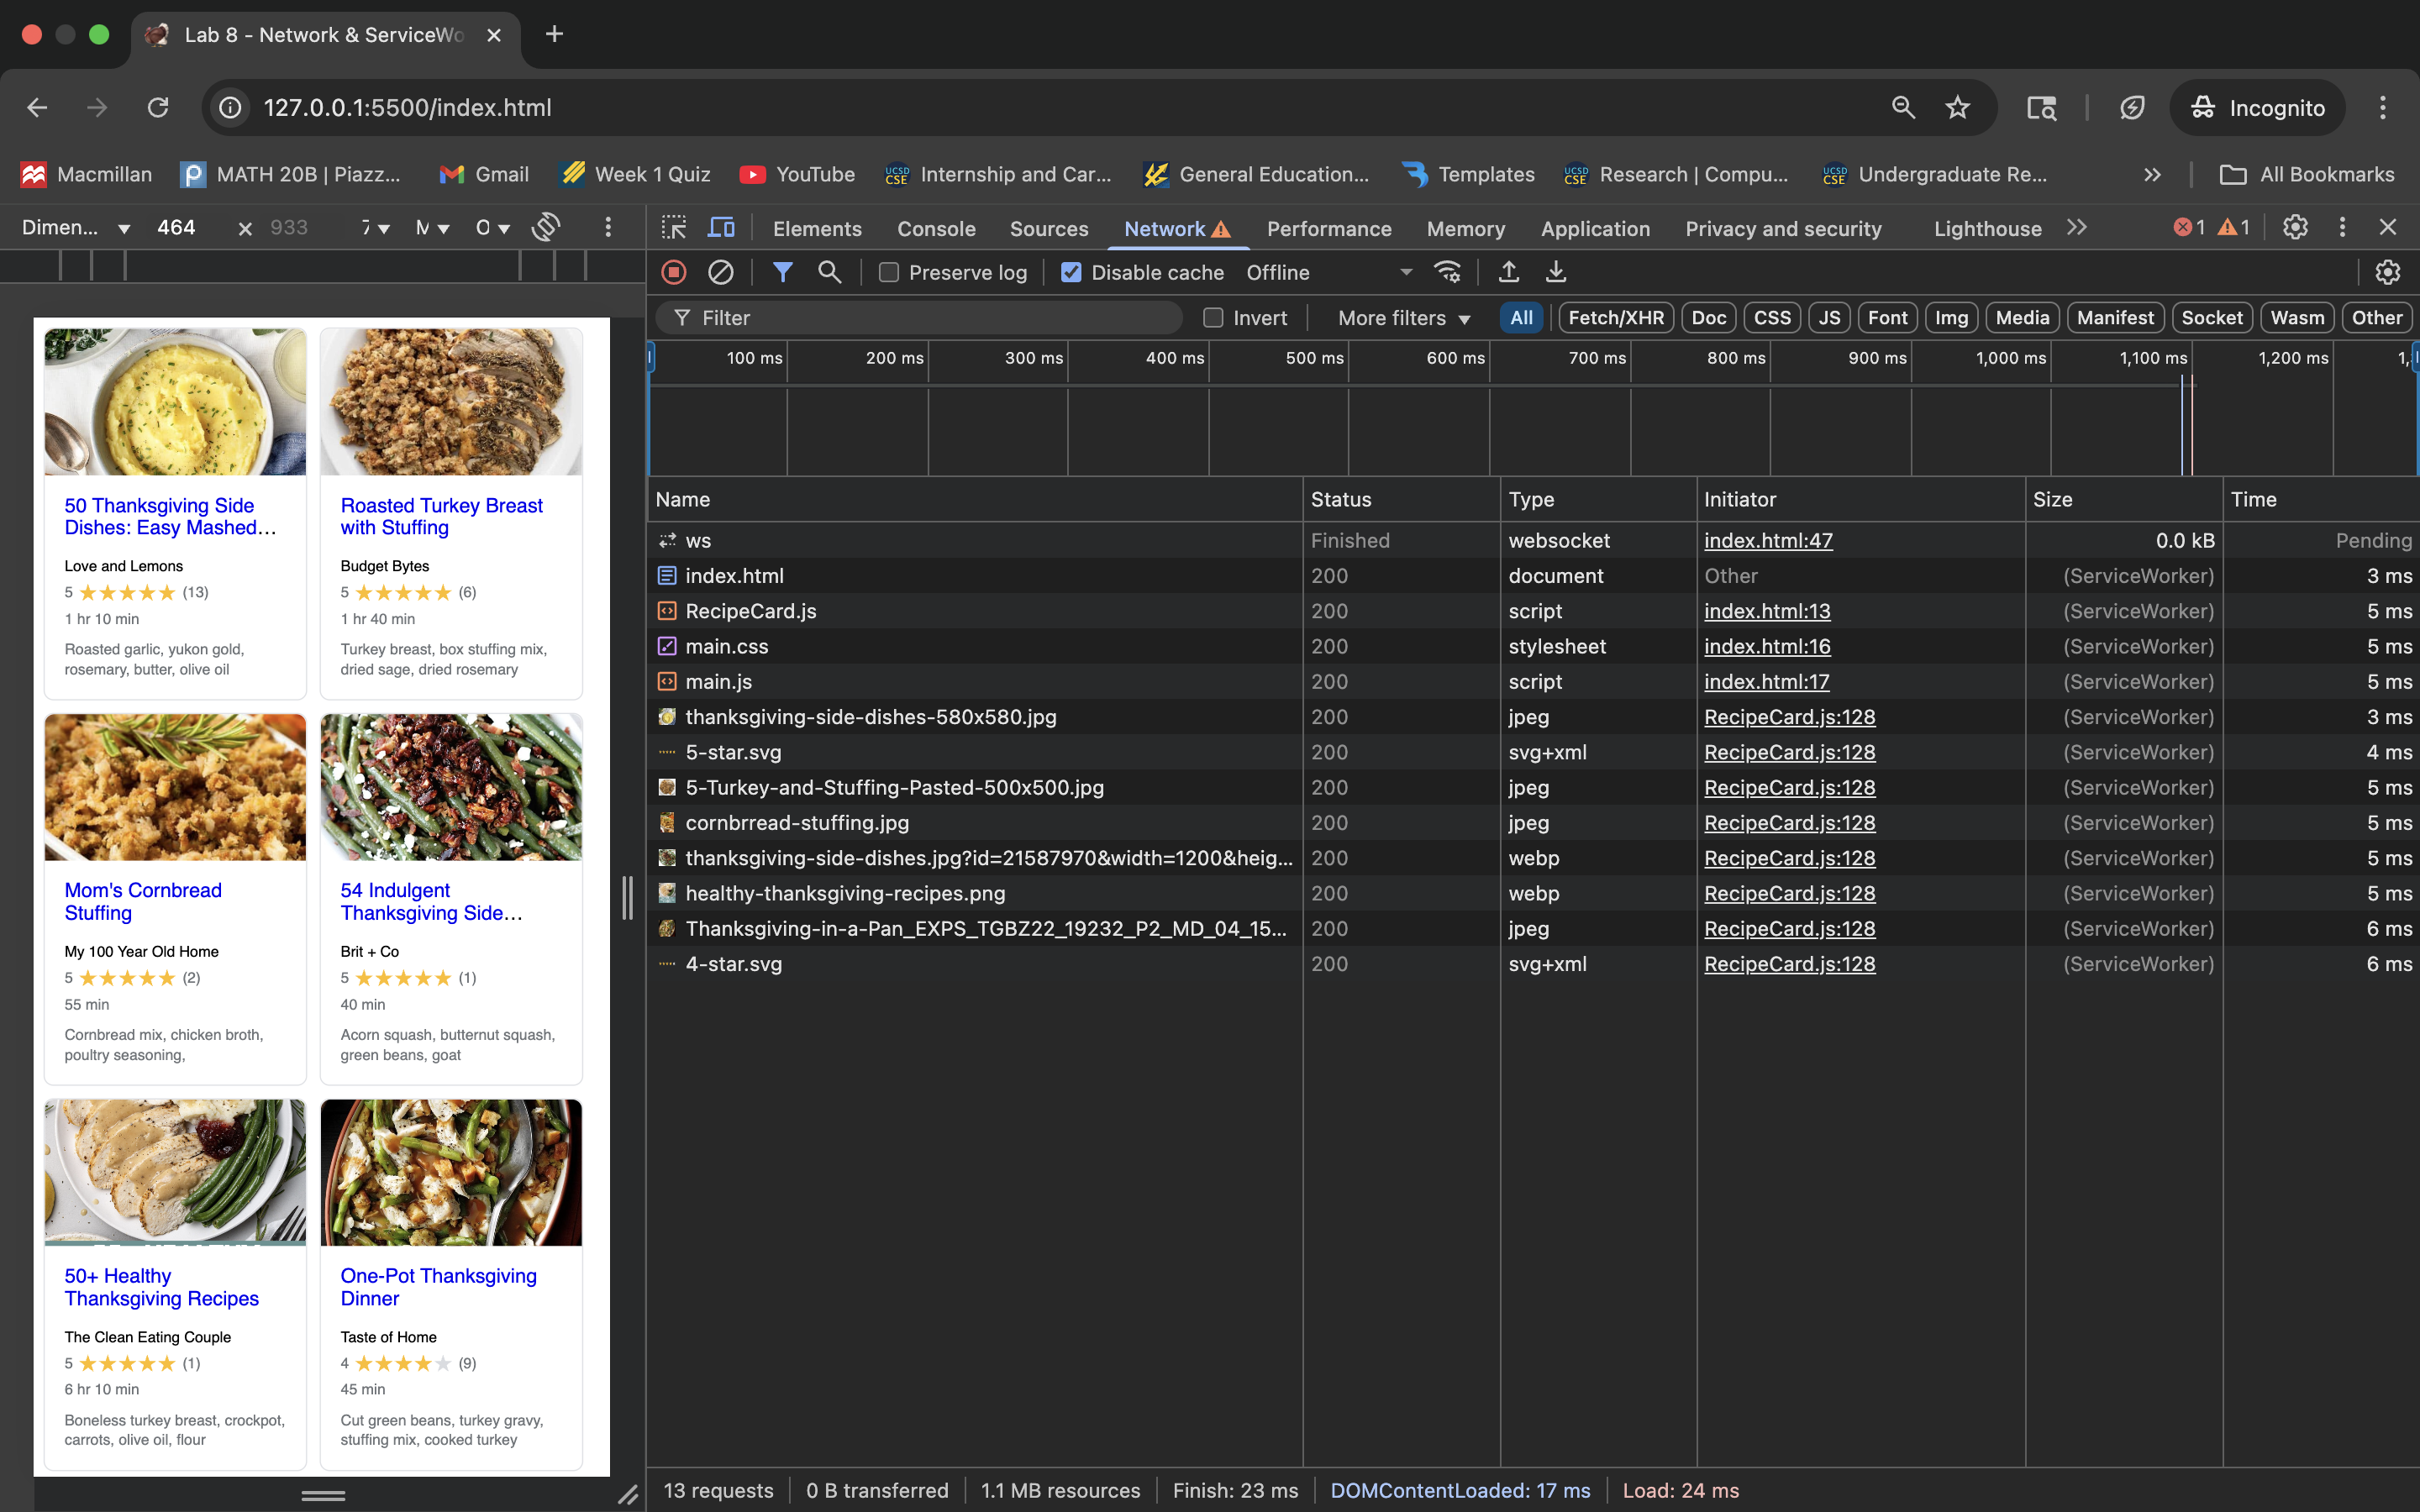 Lab 8 - Network & ServiceWo
127.0.0.1:5500/index.html
Incognito
Macmillan
MATH 20B | Piazz...
Gmail
Week 1 Quiz
YouTube
Internship and Car...
General Education...
Templates
Research | Compu...
Undergraduate Re...
All Bookmarks
Dimen... 464 × 933
Elements Console Sources Network Performance Memory Application Privacy and security Lighthouse 1 1
Preserve log Disable cache Offline
Filter Invert More filters All Fetch/XHR Doc CSS JS Font Img Media Manifest Socket Wasm Other
100 ms 200 ms 300 ms 400 ms 500 ms 600 ms 700 ms 800 ms 900 ms 1,000 ms 1,100 ms 1,200 ms
Name Status Type Initiator Size Time
ws Finished websocket index.html:47 0.0 kB Pending
index.html 200 document Other (ServiceWorker) 3 ms
RecipeCard.js 200 script index.html:13 (ServiceWorker) 5 ms
main.css 200 stylesheet index.html:16 (ServiceWorker) 5 ms
main.js 200 script index.html:17 (ServiceWorker) 5 ms
thanksgiving-side-dishes-580x580.jpg 200 jpeg RecipeCard.js:128 (ServiceWorker) 3 ms
5-star.svg 200 svg+xml RecipeCard.js:128 (ServiceWorker) 4 ms
5-Turkey-and-Stuffing-Pasted-500x500.jpg 200 jpeg RecipeCard.js:128 (ServiceWorker) 5 ms
cornbrread-stuffing.jpg 200 jpeg RecipeCard.js:128 (ServiceWorker) 5 ms
thanksgiving-side-dishes.jpg?id=21587970&width=1200&heig... 200 webp RecipeCard.js:128 (ServiceWorker) 5 ms
healthy-thanksgiving-recipes.png 200 webp RecipeCard.js:128 (ServiceWorker) 5 ms
Thanksgiving-in-a-Pan_EXPS_TGBZ22_19232_P2_MD_04_15... 200 jpeg RecipeCard.js:128 (ServiceWorker) 6 ms
4-star.svg 200 svg+xml RecipeCard.js:128 (ServiceWorker) 6 ms
13 requests 0 B transferred 1.1 MB resources Finish: 23 ms DOMContentLoaded: 17 ms Load: 24 ms
50 Thanksgiving Side
Dishes: Easy Mashed...
Love and Lemons
5 (13)
1 hr 10 min
Roasted garlic, yukon gold,
rosemary, butter, olive oil
Roasted Turkey Breast
with Stuffing
Budget Bytes
5 (6)
1 hr 40 min
Turkey breast, box stuffing mix,
dried sage, dried rosemary
Mom's Cornbread
Stuffing
My 100 Year Old Home
5 (2)
55 min
Cornbread mix, chicken broth,
poultry seasoning,
54 Indulgent
Thanksgiving Side...
Brit + Co
5 (1)
40 min
Acorn squash, butternut squash,
green beans, goat
50+ Healthy
Thanksgiving Recipes
The Clean Eating Couple
5 (1)
6 hr 10 min
Boneless turkey breast, crockpot,
carrots, olive oil, flour
One-Pot Thanksgiving
Dinner
Taste of Home
4 (9)
45 min
Cut green beans, turkey gravy,
stuffing mix, cooked turkey